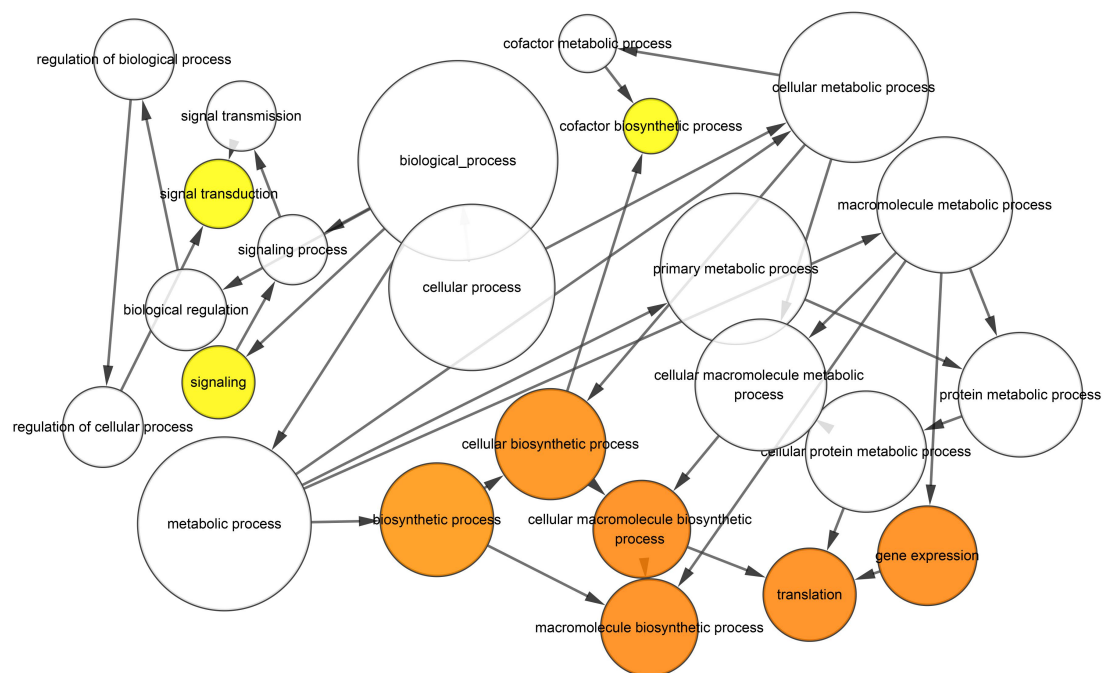 cofactor metabolic process
regulation of biological process
cellular metabolic process
signal transmission
cofactor biosynthetic process
biological_process
signal transduction
macromolecule metabolic process
signaling process
primary metabolic process
cellular process
biological regulation
signaling
cellular macromolecule metabolic
process
protein metabolic process
regulation of cellular process
cellular biosynthetic process
cellular protein metabolic process
metabolic process
biosynthetic process
cellular macromolecule biosynthetic
process
gene expression
translation
macromolecule biosynthetic process